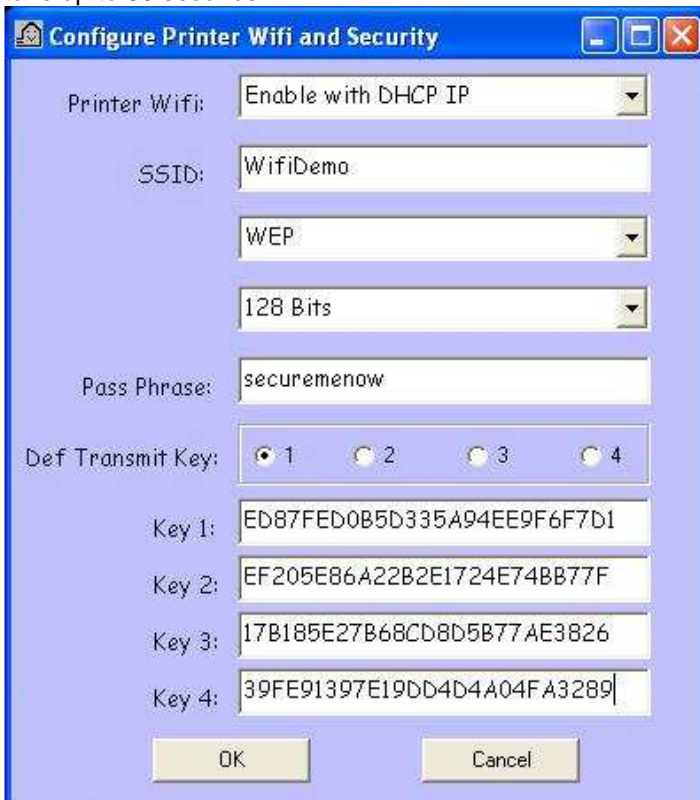 Configure Printer Wifi and Security
Printer Wifi: Enable with DHCP IP
SSID: WifiDemo
WEP
128 Bits
Pass Phrase: securemenow
Def Transmit Key: 1 2 3 4
Key 1: ED87FED0B5D335A94EE9F6F7D1
Key 2: EF205E86A22B2E1724E74BB77F
Key 3: 17B185E27B68CD8D5B77AE3826
Key 4: 39FE91397E19DD4D4A04FA3289
OK Cancel